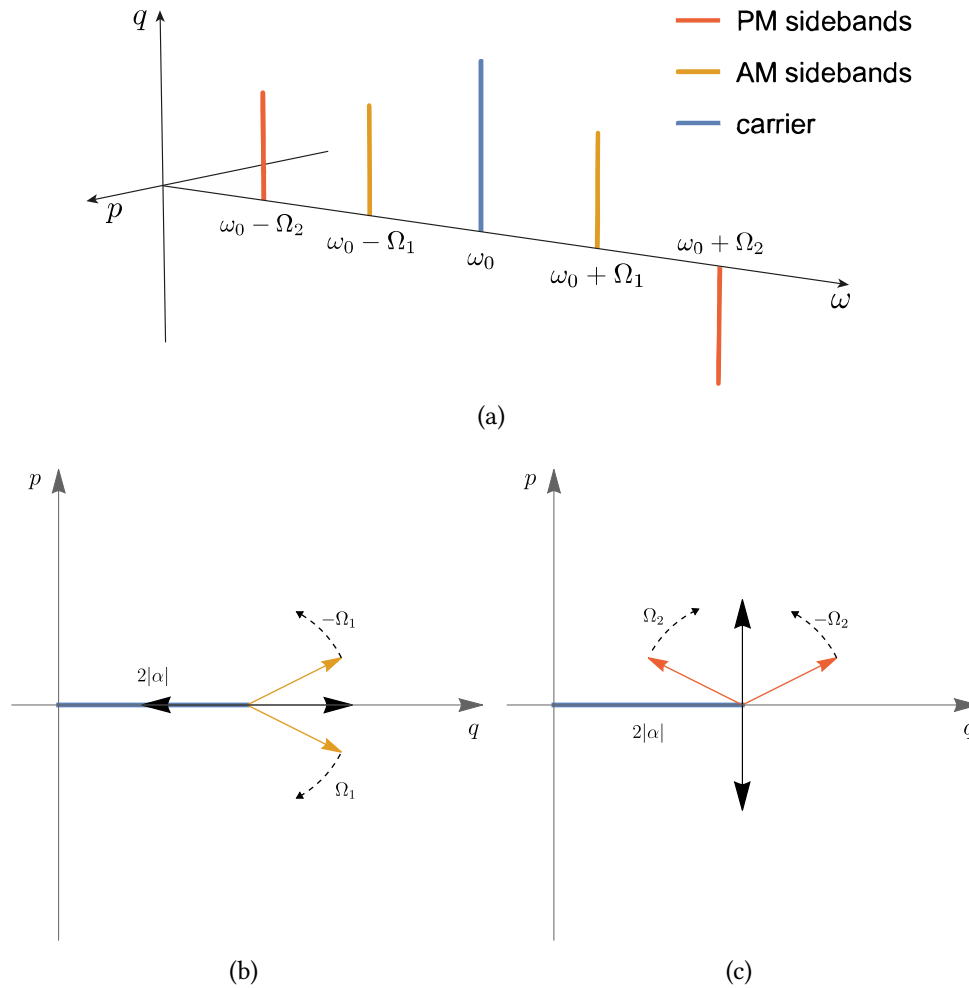 q
PM sidebands
AM sidebands
carrier
p
ω₀ − Ω₂
ω₀ − Ω₁
ω₀
ω₀ + Ω₁
ω₀ + Ω₂
ω
(a)
p
−Ω₁
2|α|
q
Ω₁
(b)
p
Ω₂
−Ω₂
2|α|
q
(c)